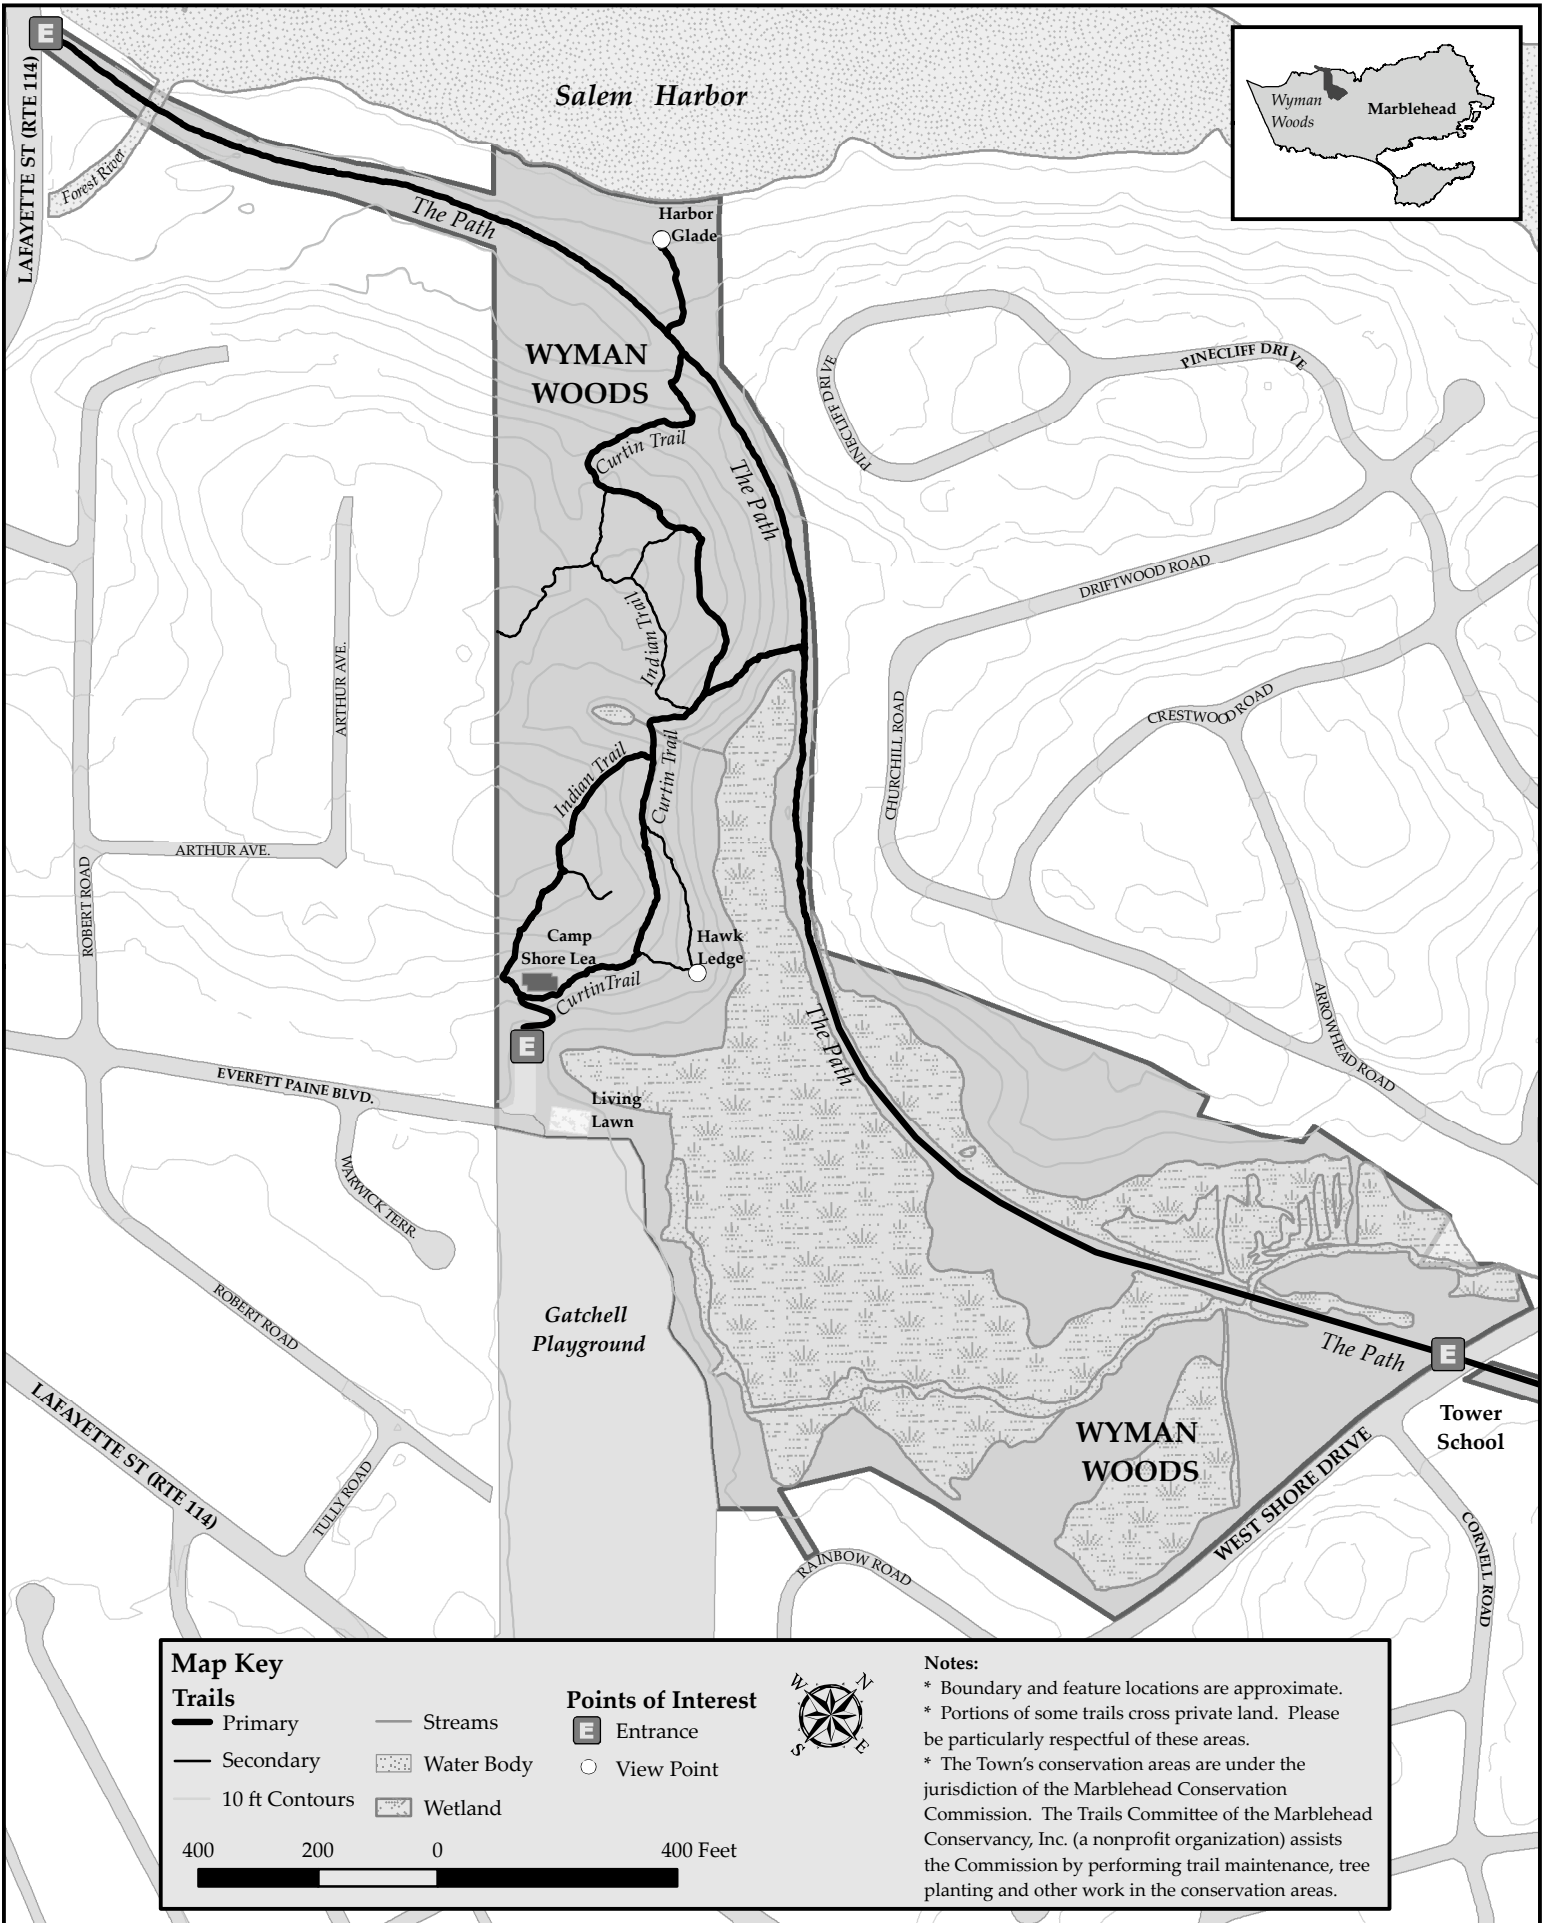 E
LAFAYETTE ST (RTE 114)
Forest River
Salem Harbor
Wyman
Woods
Marblehead
The Path
Harbor
Glade
WYMAN
WOODS
PINECLIFF DRIVE
PINECLIFF DRIVE
Curtin Trail
The Path
DRIFTWOOD ROAD
Indian Trail
ARTHUR AVE.
CHURCHILL ROAD
CRESTWOOD ROAD
Indian Trail
Curtin Trail
ARTHUR AVE.
ROBERT ROAD
Camp
Shore Lea
Hawk
Ledge
Curtin Trail
E
The Path
ARROWHEAD ROAD
EVERETT PAINE BLVD.
Living
Lawn
WARWICK TERR.
ROBERT ROAD
Gatchell
Playground
The Path
E
LAFAYETTE ST (RTE 114)
TULLY ROAD
WYMAN
WOODS
Tower
School
WEST SHORE DRIVE
CORNELL ROAD
RAINBOW ROAD
Map Key
Trails
Primary
Secondary
10 ft Contours
Streams
Water Body
Wetland
Points of Interest
E Entrance
View Point
W N
S E
400 200 0 400 Feet
Notes:
* Boundary and feature locations are approximate.
* Portions of some trails cross private land. Please
be particularly respectful of these areas.
* The Town's conservation areas are under the
jurisdiction of the Marblehead Conservation
Commission. The Trails Committee of the Marblehead
Conservancy, Inc. (a nonprofit organization) assists
the Commission by performing trail maintenance, tree
planting and other work in the conservation areas.